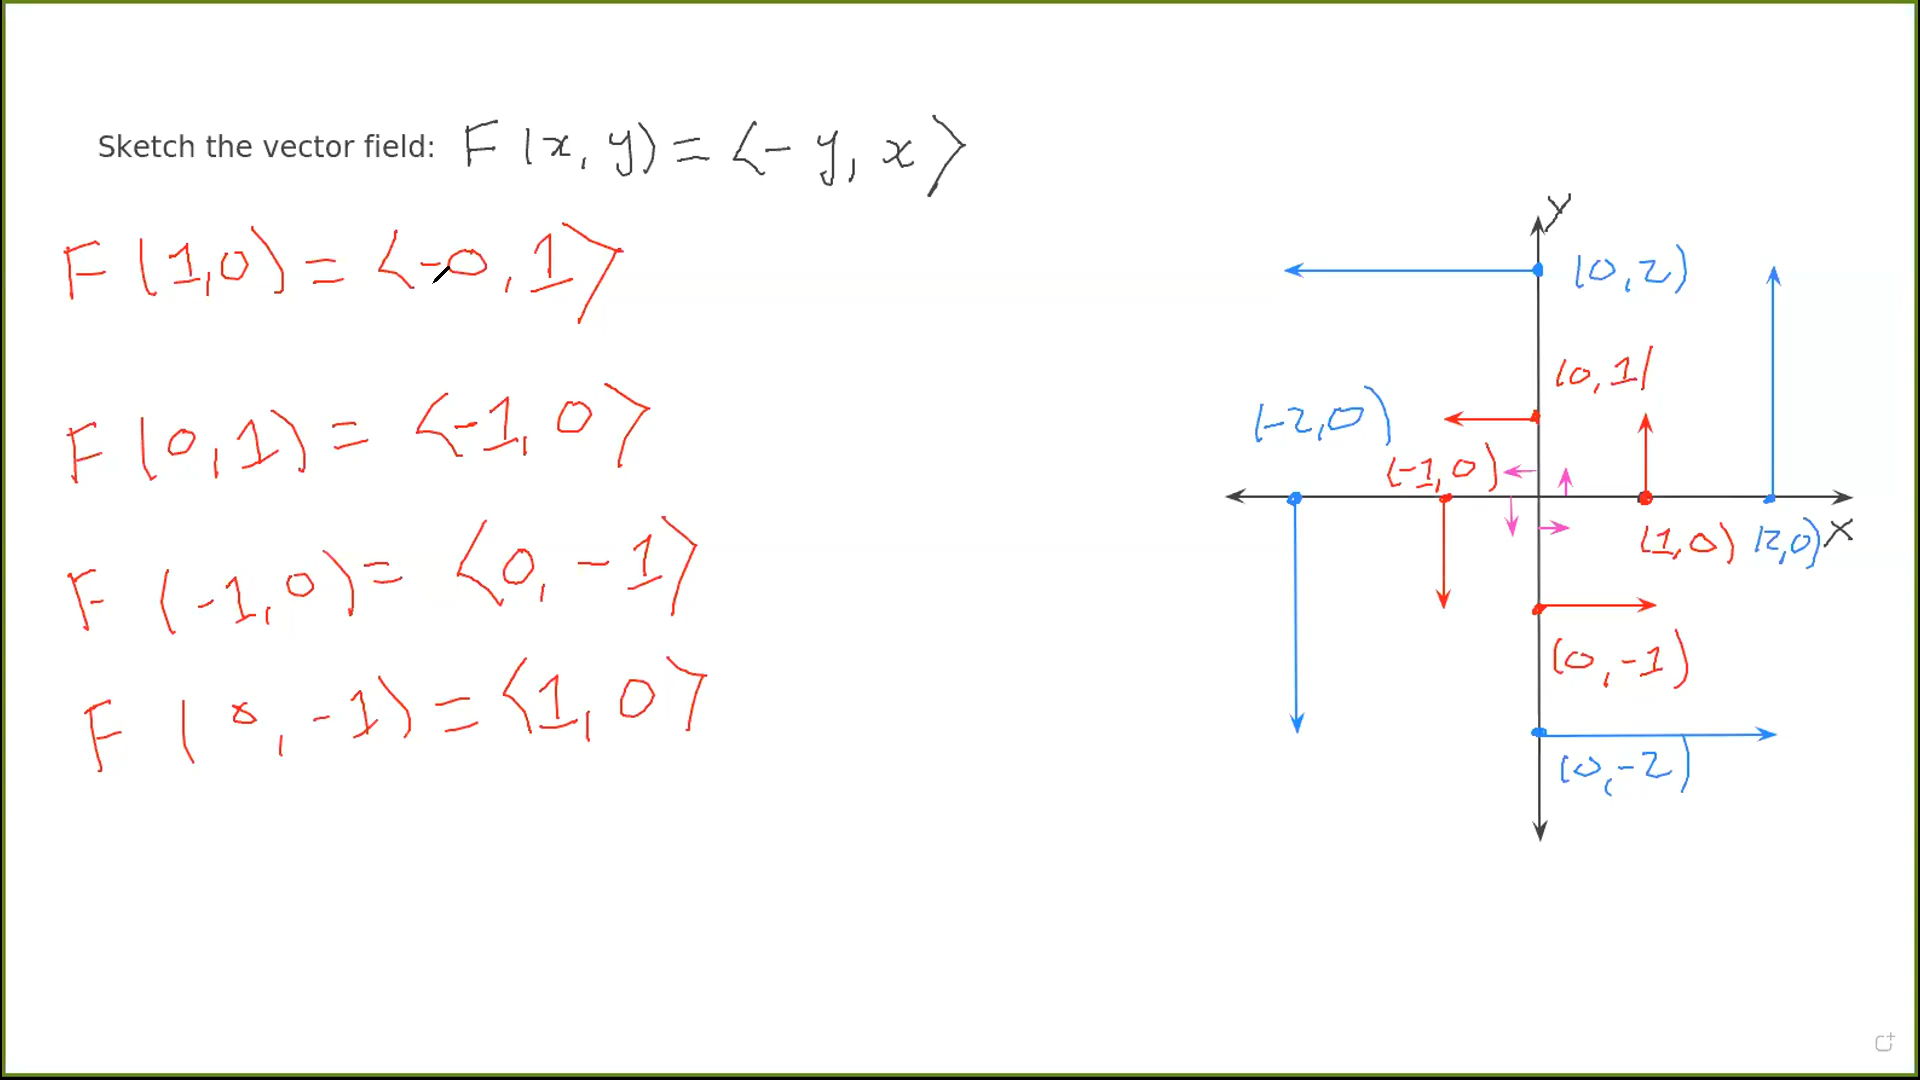 Sketch the vector field: F(x, y) = ⟨-y, x⟩
F(1,0) = ⟨-0, 1⟩
F(0,1) = ⟨-1, 0⟩
F(-1,0) = ⟨0, -1⟩
F(0, -1) = ⟨1, 0⟩
y
(0,2)
(0,1)
(-2,0)
(-1,0)
(1,0)
(2,0)
x
(0,-1)
(0,-2)